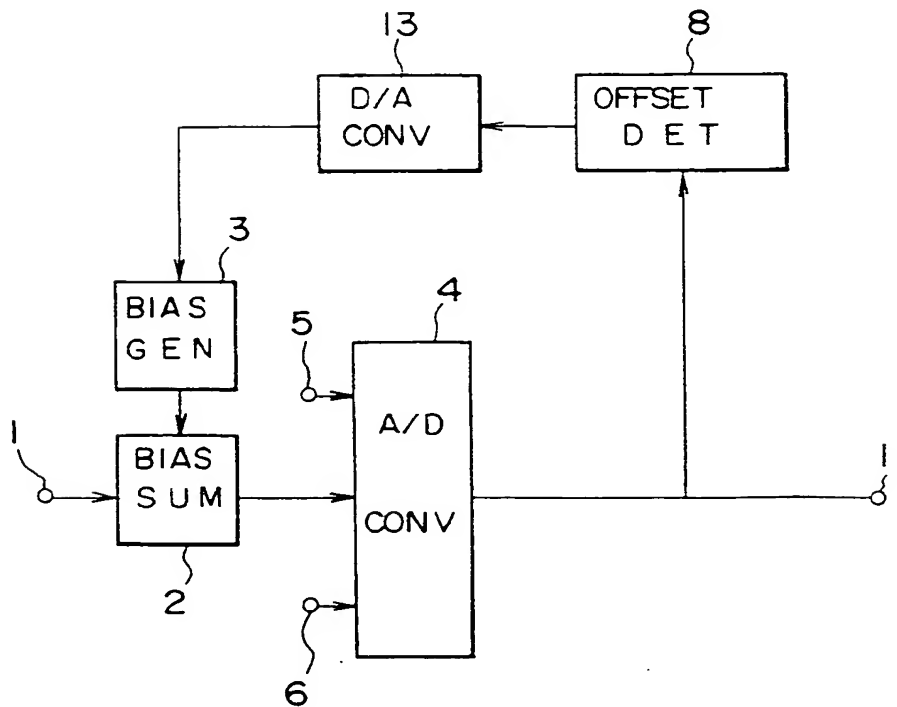 13
8
D/A
CONV
OFFSET
DET
3
BIAS
GEN
4
5
A/D
CONV
1
BIAS
SUM
1
2
6